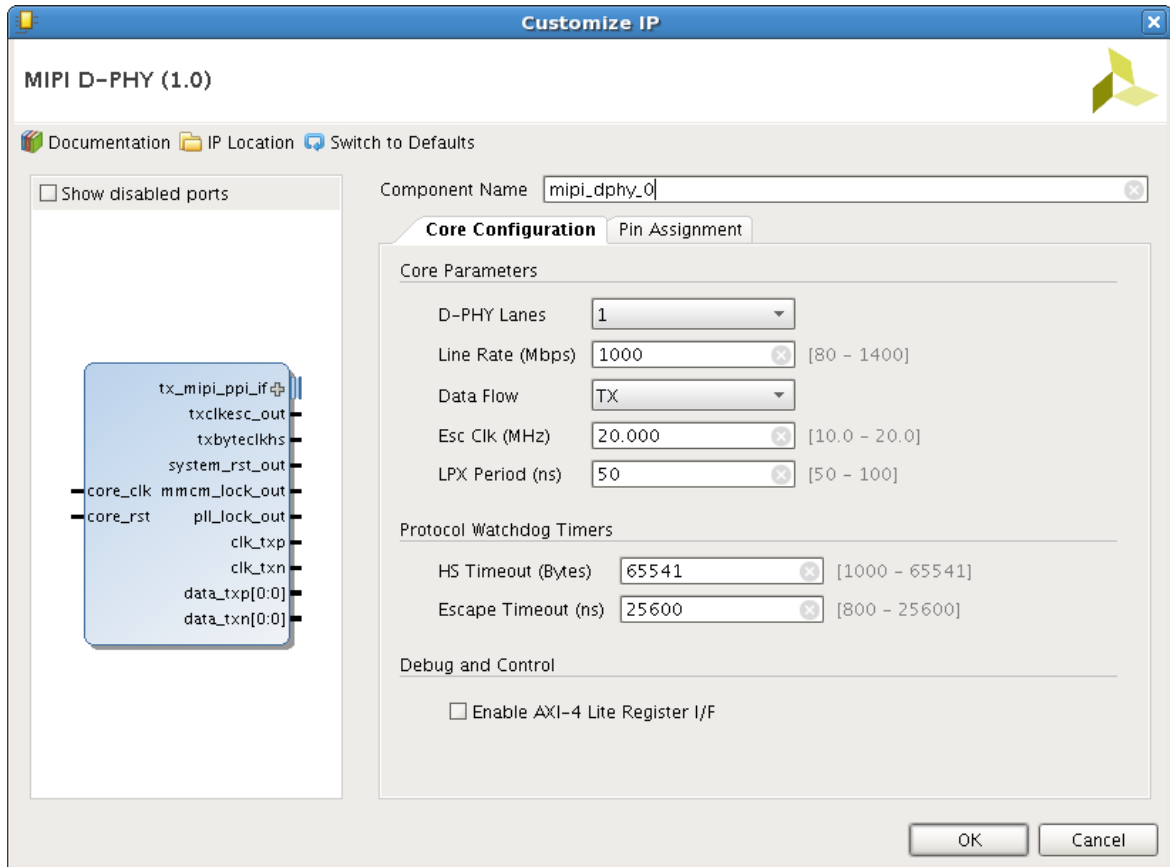 Customize IP
MIPI D-PHY (1.0)
Documentation IP Location Switch to Defaults
Show disabled ports
Component Name mipi_dphy_0
Core Configuration Pin Assignment
Core Parameters
D-PHY Lanes 1
Line Rate (Mbps) 1000 [80 - 1400]
Data Flow TX
Esc Clk (MHz) 20.000 [10.0 - 20.0]
LPX Period (ns) 50 [50 - 100]
Protocol Watchdog Timers
HS Timeout (Bytes) 65541 [1000 - 65541]
Escape Timeout (ns) 25600 [800 - 25600]
Debug and Control
Enable AXI-4 Lite Register I/F
tx_mipi_ppi_if
txclkesc_out
txbyteclkhs
system_rst_out
core_clk mmcm_lock_out
core_rst pll_lock_out
clk_txp
clk_txn
data_txp[0:0]
data_txn[0:0]
OK Cancel